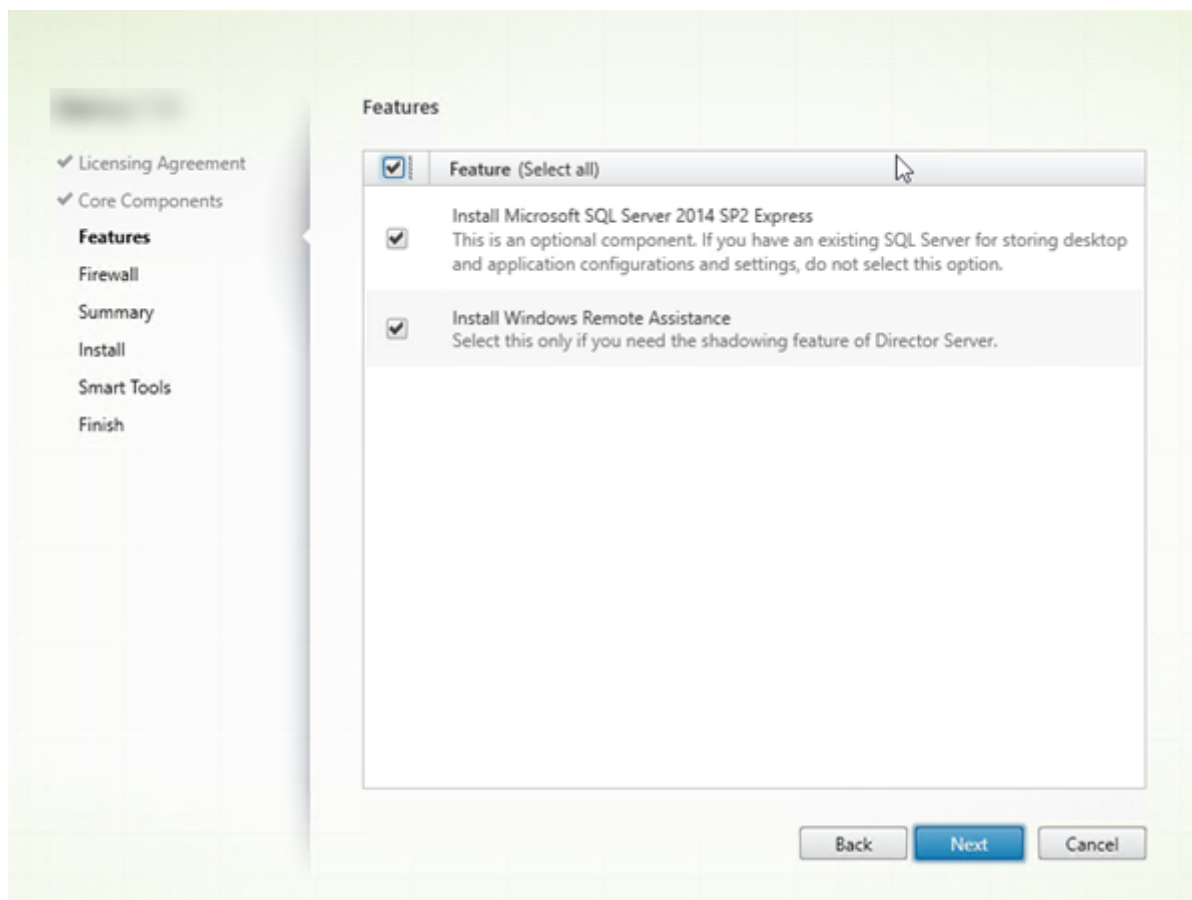 Features
Licensing Agreement
Core Components
Features
Firewall
Summary
Install
Smart Tools
Finish
Feature (Select all)
Install Microsoft SQL Server 2014 SP2 Express
This is an optional component. If you have an existing SQL Server for storing desktop
and application configurations and settings, do not select this option.
Install Windows Remote Assistance
Select this only if you need the shadowing feature of Director Server.
Back Next Cancel